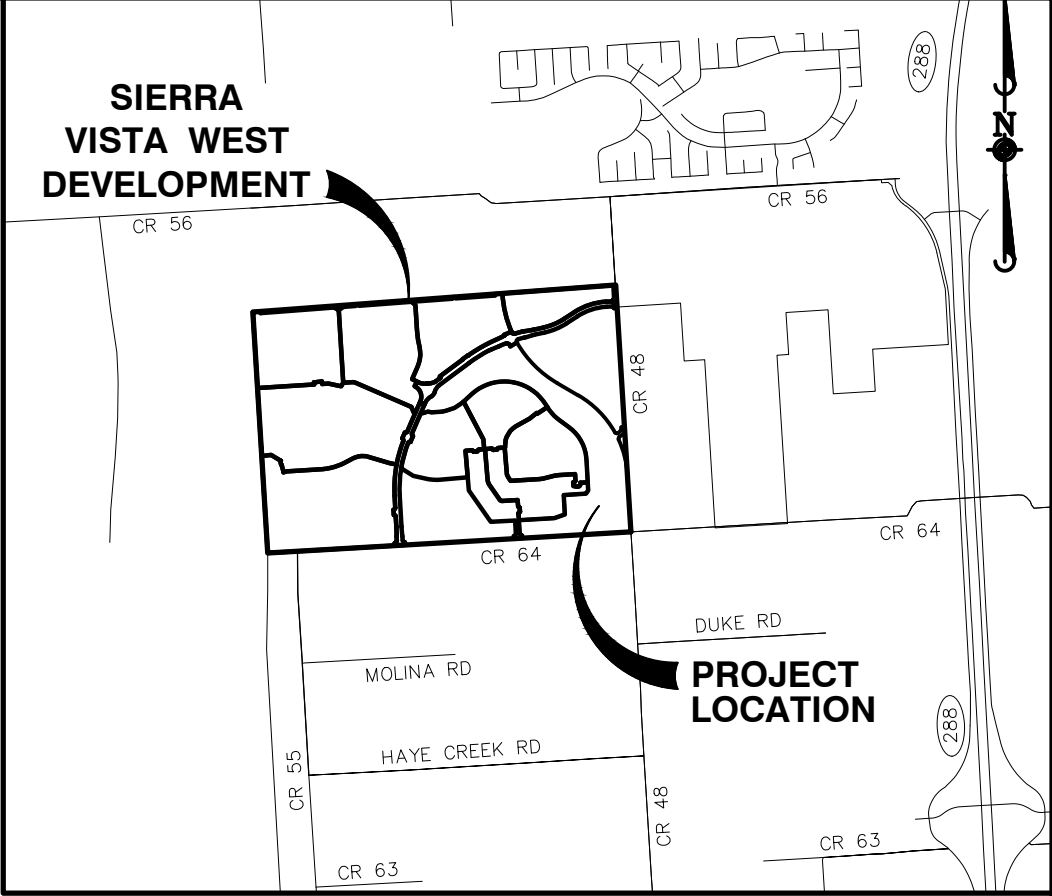 288
SIERRA
VISTA WEST
DEVELOPMENT
N
CR 56
CR 56
CR 48
CR 64
CR 64
DUKE RD
MOLINA RD
PROJECT
LOCATION
288
HAYE CREEK RD
CR 55
CR 48
CR 63
CR 63